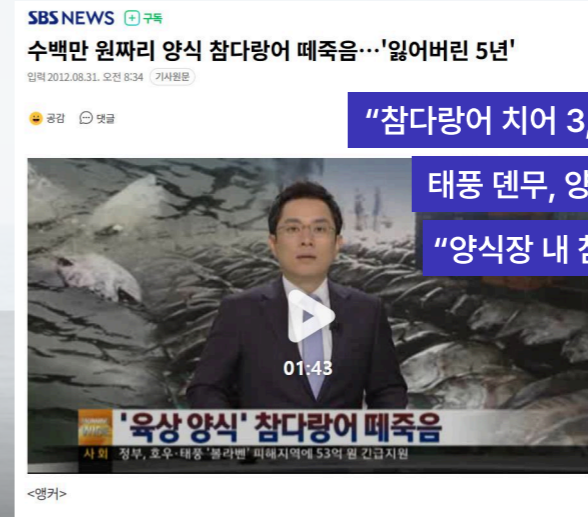 SBS NEWS + 구독
수백만 원짜리 양식 참다랑어 떼죽음…'잃어버린 5년'
입력 2012.08.31. 오전 8:34 기사원문
공감 댓글
“참다랑어 치어 3,
태풍 뎬무, 양
“양식장 내
01:43
'육상 양식' 참다랑어 떼죽음
사회 정부, 호우·태풍 '볼라벤' 피해지역에 53억 원 긴급지원
<앵커>